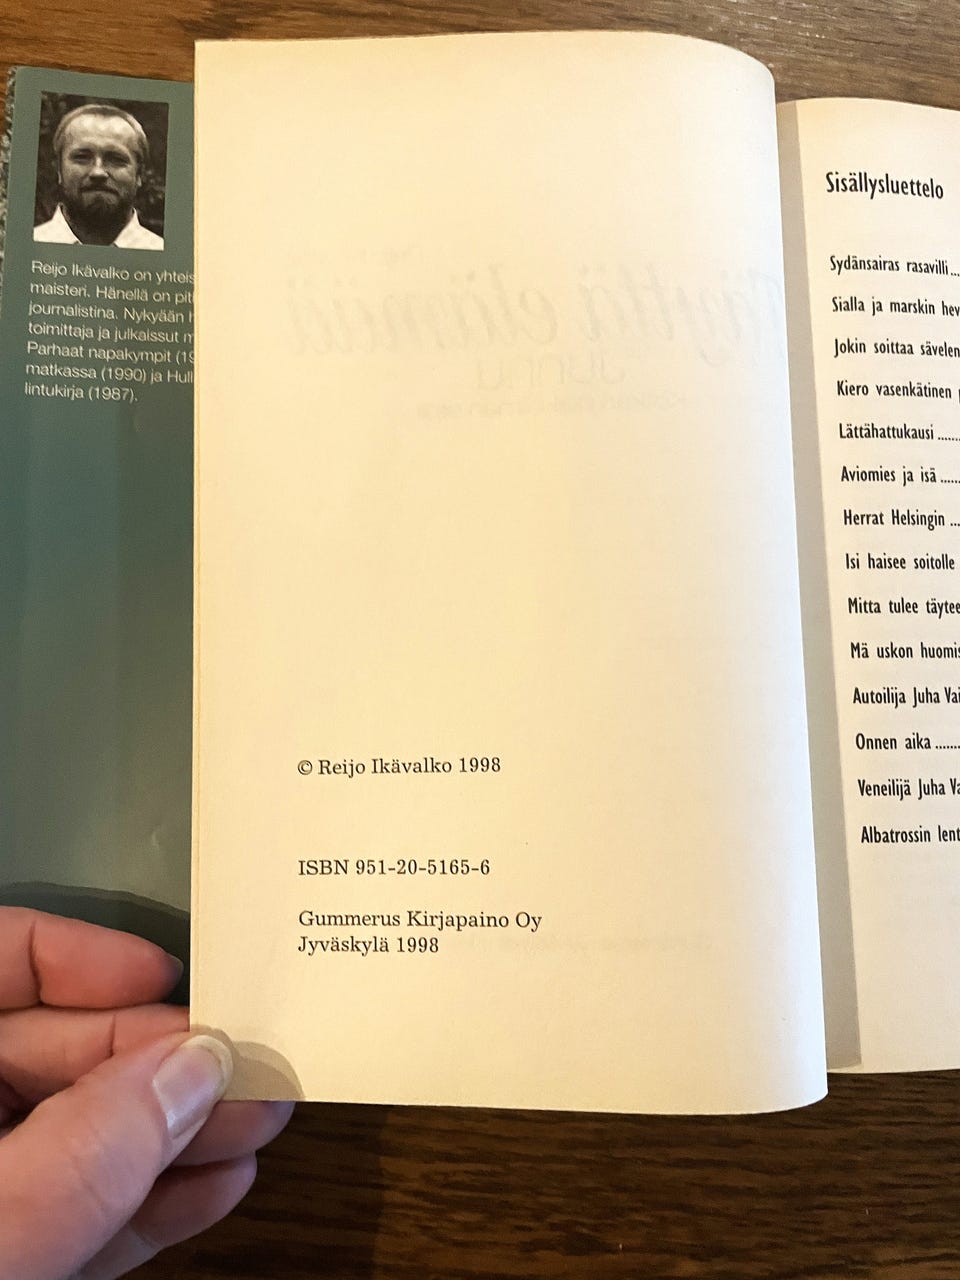 Reijo Ikävalko on yhteis
maisteri. Hänellä on pit
journalistina. Nykyään h
toimittaja ja julkaissut m
Parhaat napakympit (19
matkassa (1990) ja Hull
lintukirja (1987).
© Reijo Ikävalko 1998
ISBN 951-20-5165-6
Gummerus Kirjapaino Oy
Jyväskylä 1998
Sisällysluettelo
Sydänsairas rasavilli...
Sialla ja marskin hev
Jokin soittaa sävelen
Kiero vasenkätinen
Lättähattukausi ......
Aviomies ja isä .....
Herrat Helsingin ...
Isi haisee soitolle
Mitta tulee täytee
Mä uskon huomis
Autoilija Juha Vai
Onnen aika .......
Veneilijä Juha Va
Albatrossin lent